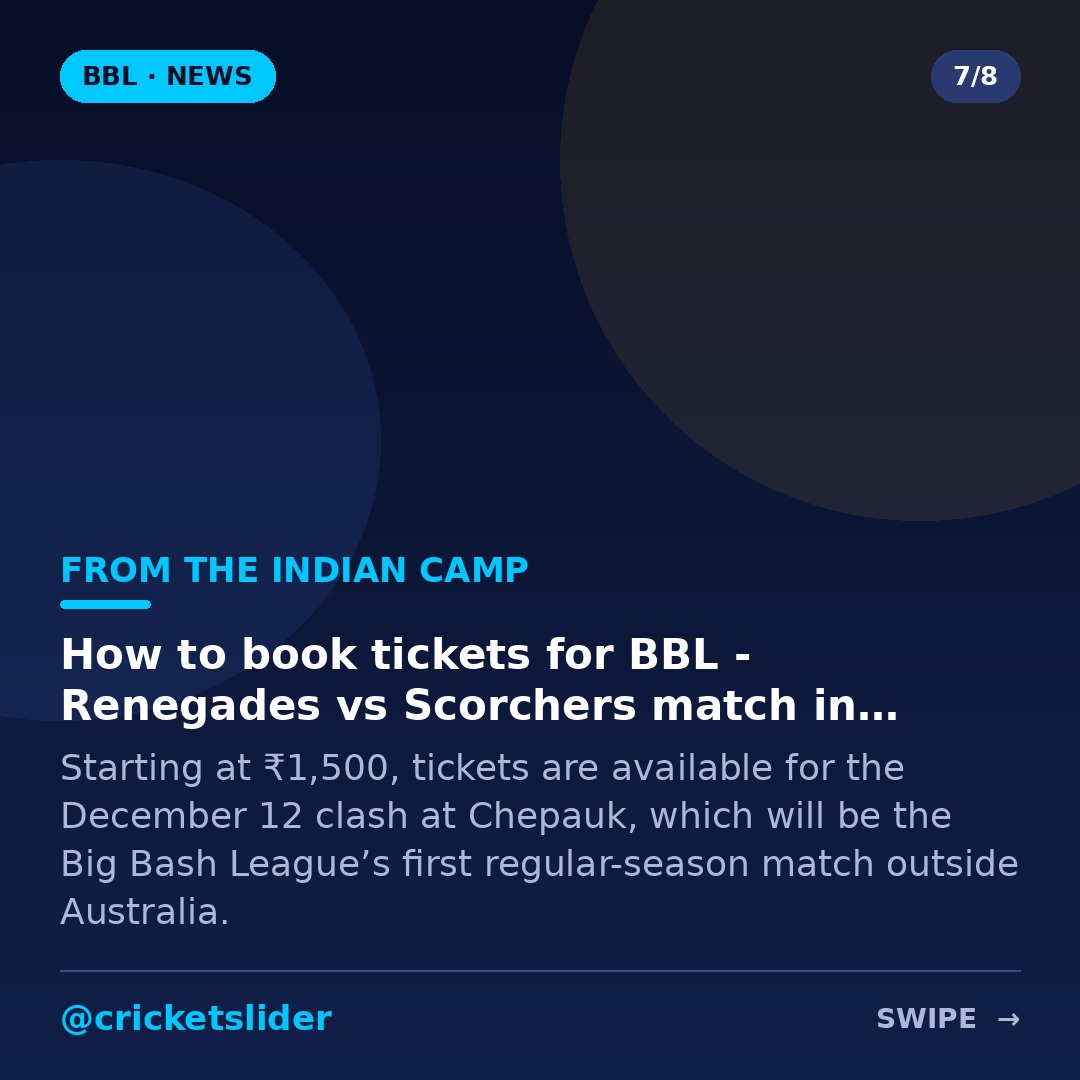 BBL · NEWS
7/8
FROM THE INDIAN CAMP
How to book tickets for BBL -
Renegades vs Scorchers match in…
Starting at ₹1,500, tickets are available for the
December 12 clash at Chepauk, which will be the
Big Bash League’s first regular-season match outside
Australia.
@cricketslider
SWIPE →